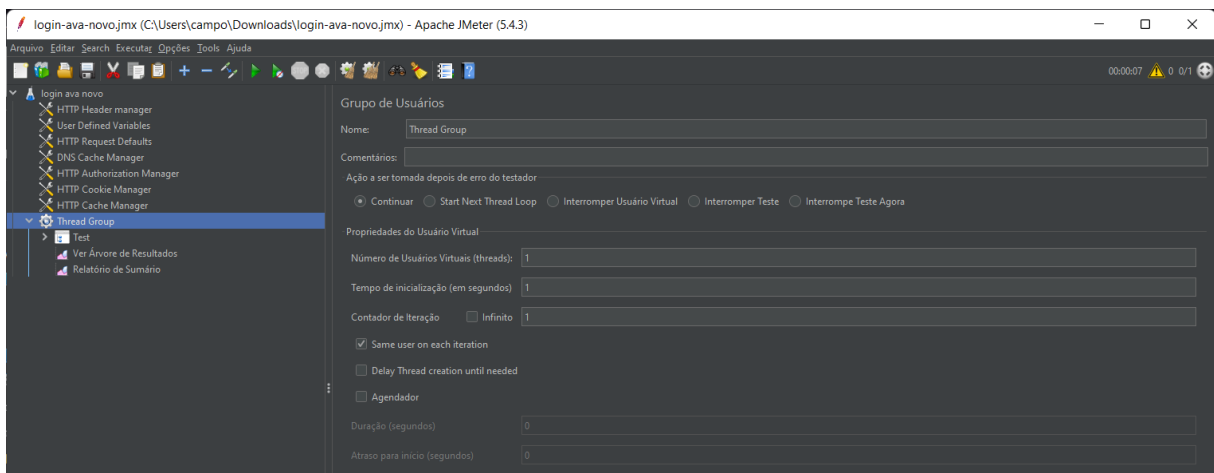 login-ava-novo.jmx (C:\Users\campo\Downloads\login-ava-novo.jmx) - Apache JMeter (5.4.3)
Arquivo Editar Search Executar Opções Tools Ajuda
00:00:07 0 0/1
login ava novo
HTTP Header manager
User Defined Variables
HTTP Request Defaults
DNS Cache Manager
HTTP Authorization Manager
HTTP Cookie Manager
HTTP Cache Manager
Thread Group
Test
Ver Árvore de Resultados
Relatório de Sumário
Grupo de Usuários
Nome: Thread Group
Comentários:
Ação a ser tomada depois de erro do testador
Continuar Start Next Thread Loop Interromper Usuário Virtual Interromper Teste Interrompe Teste Agora
Propriedades do Usuário Virtual
Número de Usuários Virtuais (threads): 1
Tempo de inicialização (em segundos) 1
Contador de Iteração Infinito 1
Same user on each iteration
Delay Thread creation until needed
Agendador
Duração (segundos) 0
Atraso para início (segundos) 0